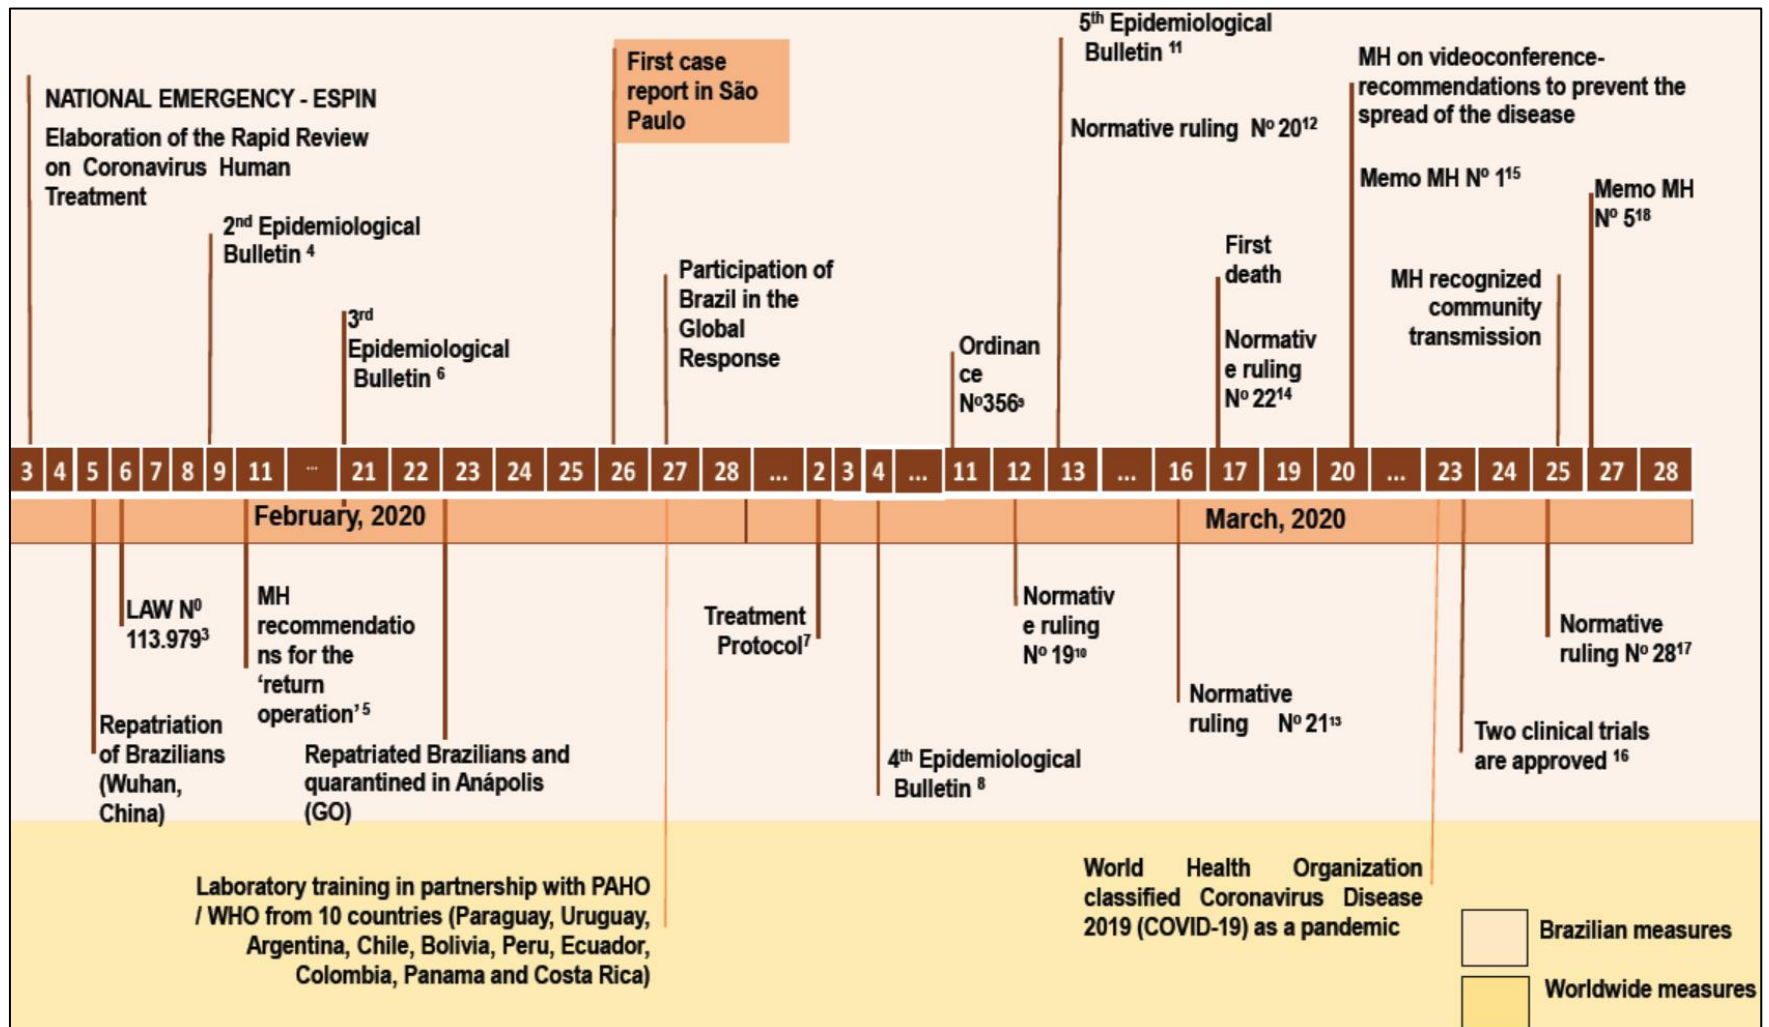 NATIONAL EMERGENCY - ESPIN
Elaboration of the Rapid Review
on Coronavirus Human
Treatment
2nd Epidemiological
Bulletin 4
3rd
Epidemiological
Bulletin 6
First case
report in São
Paulo
Participation of
Brazil in the
Global
Response
Ordinan
ce
Nº356⁹
5th Epidemiological
Bulletin 11
Normative ruling Nº 20¹²
First
death
Normativ
e ruling
Nº 22¹⁴
MH on videoconference-
recommendations to prevent the
spread of the disease
Memo MH Nº 1¹⁵
MH recognized
community
transmission
Memo MH
Nº 5¹⁸
3 4 5 6 7 8 9 11 ... 21 22 23 24 25 26 27 28 ... 2 3 4 ... 11 12 13 ... 16 17 19 20 ... 23 24 25 27 28
February, 2020
March, 2020
LAW N⁰
113.979³
Repatriation
of Brazilians
(Wuhan,
China)
MH
recommendatio
ns for the
‘return
operation’ ⁵
Repatriated Brazilians and
quarantined in Anápolis
(GO)
Treatment
Protocol⁷
4th Epidemiological
Bulletin 8
Normativ
e ruling
Nº 19¹⁰
Normative
ruling Nº 21¹³
Two clinical trials
are approved 16
Normative
ruling Nº 28¹⁷
Laboratory training in partnership with PAHO
/ WHO from 10 countries (Paraguay, Uruguay,
Argentina, Chile, Bolivia, Peru, Ecuador,
Colombia, Panama and Costa Rica)
World Health Organization
classified Coronavirus Disease
2019 (COVID-19) as a pandemic
Brazilian measures
Worldwide measures